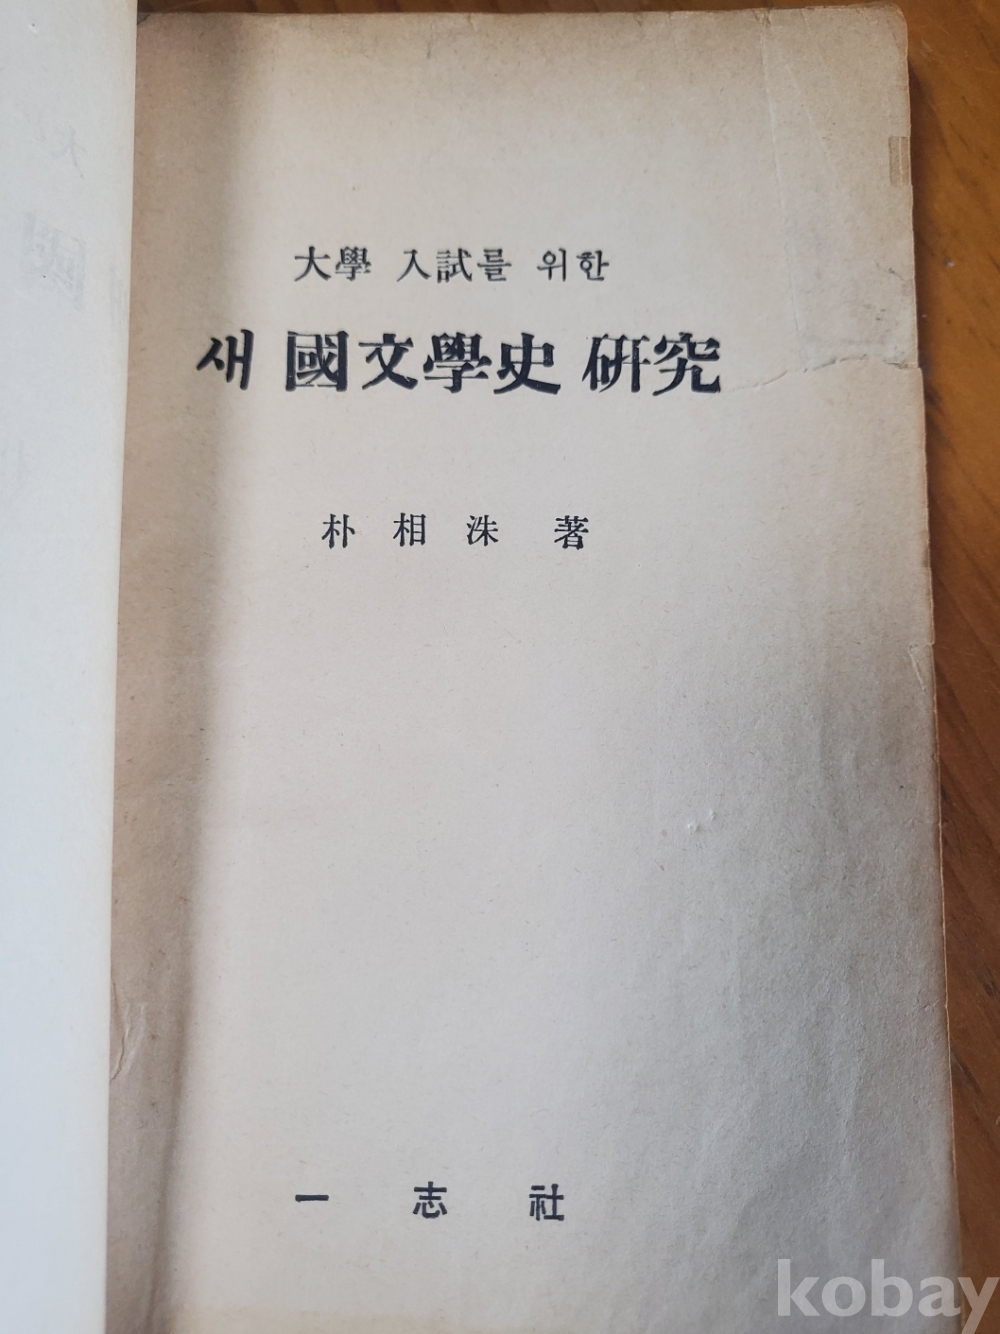 大學 入試를 위한
새 國文學史 硏究
朴 相 洙 著
一 志 社
kobay